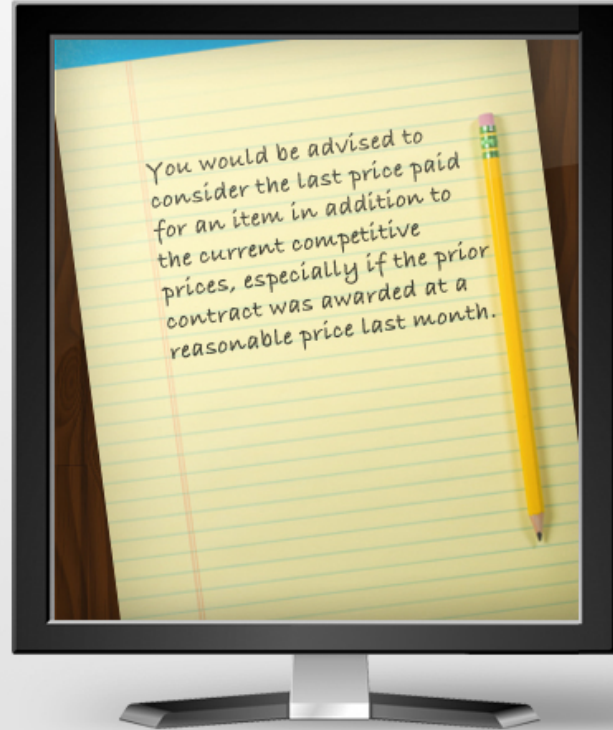 You would be advised to
consider the last price paid
for an item in addition to
the current competitive
prices, especially if the prior
contract was awarded at a
reasonable price last month.